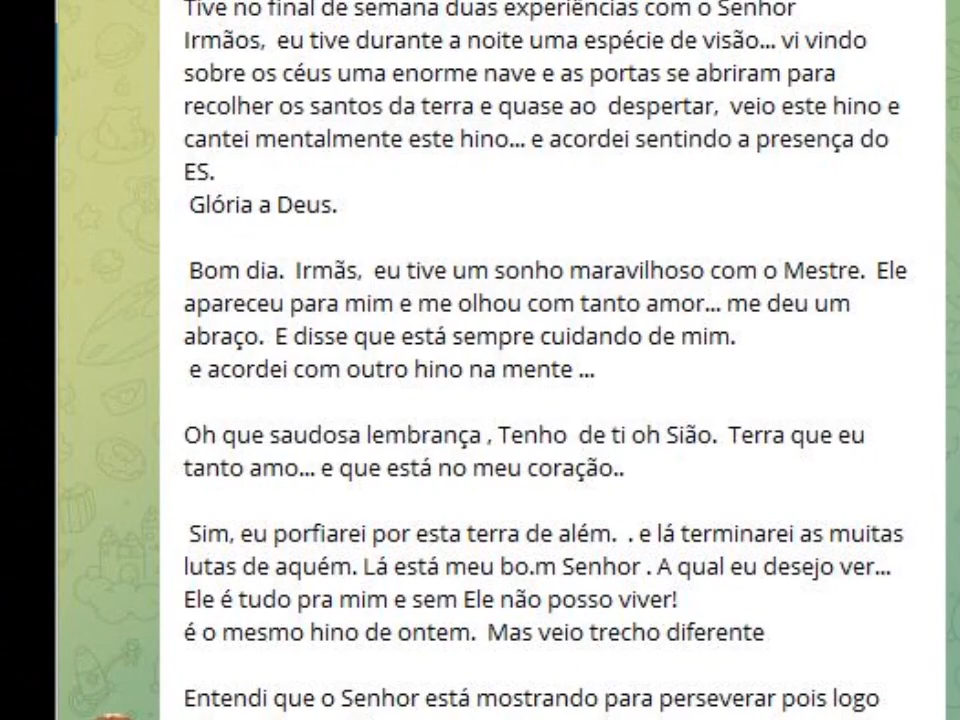 Tive no final de semana duas experiências com o Senhor
Irmãos, eu tive durante a noite uma espécie de visão... vi vindo
sobre os céus uma enorme nave e as portas se abriram para
recolher os santos da terra e quase ao despertar, veio este hino e
cantei mentalmente este hino... e acordei sentindo a presença do
ES.
Glória a Deus.
Bom dia. Irmãs, eu tive um sonho maravilhoso com o Mestre. Ele
apareceu para mim e me olhou com tanto amor... me deu um
abraço. E disse que está sempre cuidando de mim.
e acordei com outro hino na mente ...
Oh que saudosa lembrança , Tenho de ti oh Sião. Terra que eu
tanto amo... e que está no meu coração..
Sim, eu porfiarei por esta terra de além. . e lá terminarei as muitas
lutas de aquém. Lá está meu bo.m Senhor . A qual eu desejo ver...
Ele é tudo pra mim e sem Ele não posso viver!
é o mesmo hino de ontem. Mas veio trecho diferente
Entendi que o Senhor está mostrando para perseverar pois logo